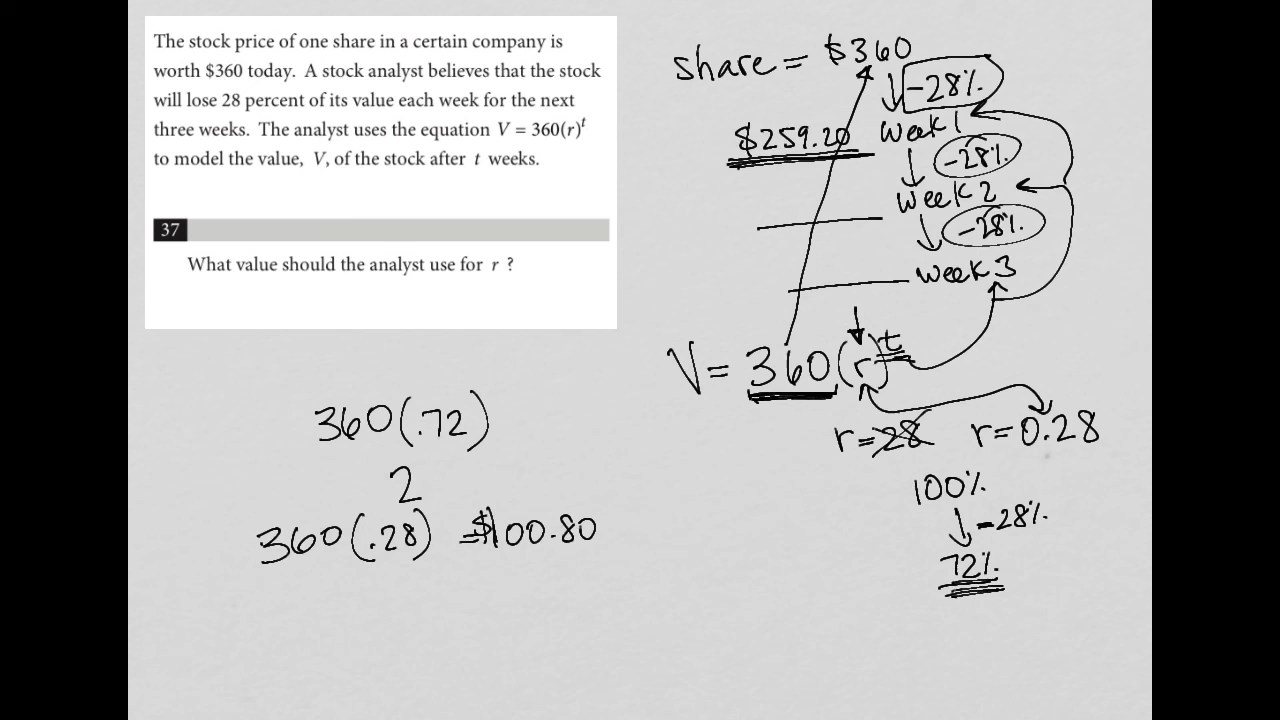 The stock price of one share in a certain company is
worth $360 today. A stock analyst believes that the stock
will lose 28 percent of its value each week for the next
three weeks. The analyst uses the equation V = 360(r)^t
to model the value, V, of the stock after t weeks.
37
What value should the analyst use for r ?
share = $360
-28%
$259.20 week 1
-28%
week 2
-28%
week 3
V = 360(r)^t
r=28 r=0.28
100%
-28%
72%
360(.72)
2
360(.28) =$100.80